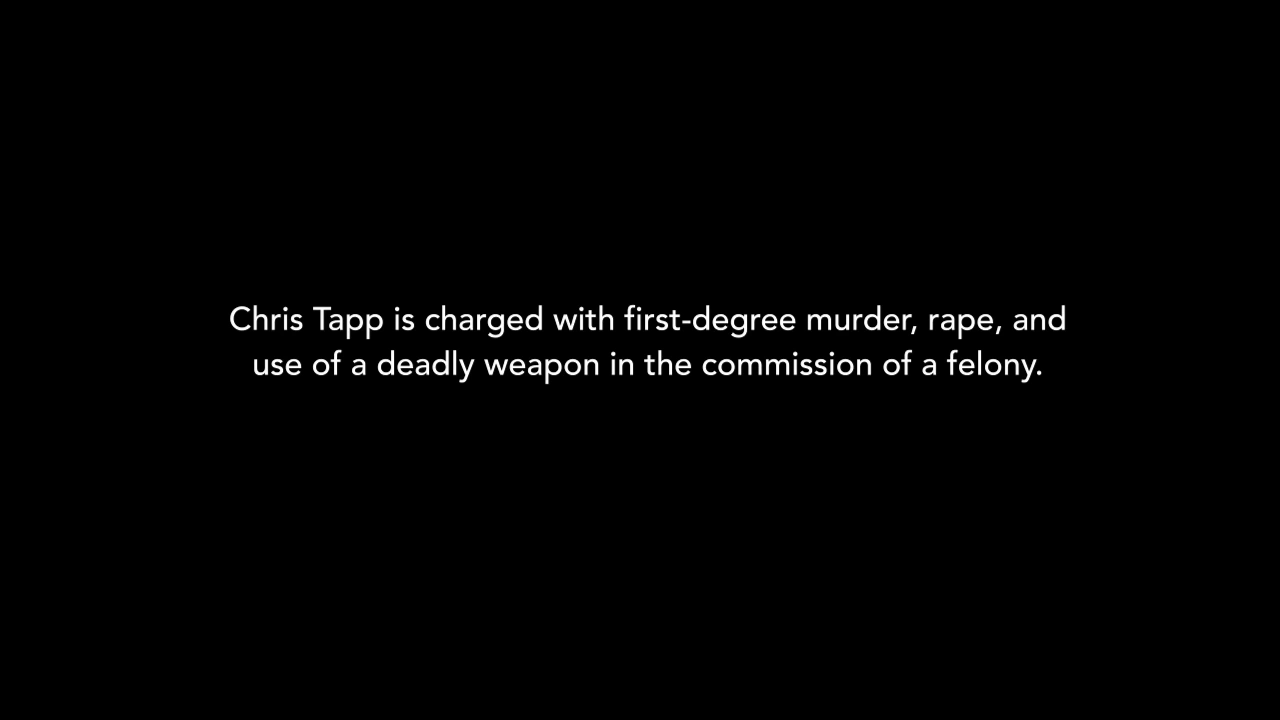 Chris Tapp is charged with first-degree murder, rape, and
use of a deadly weapon in the commission of a felony.